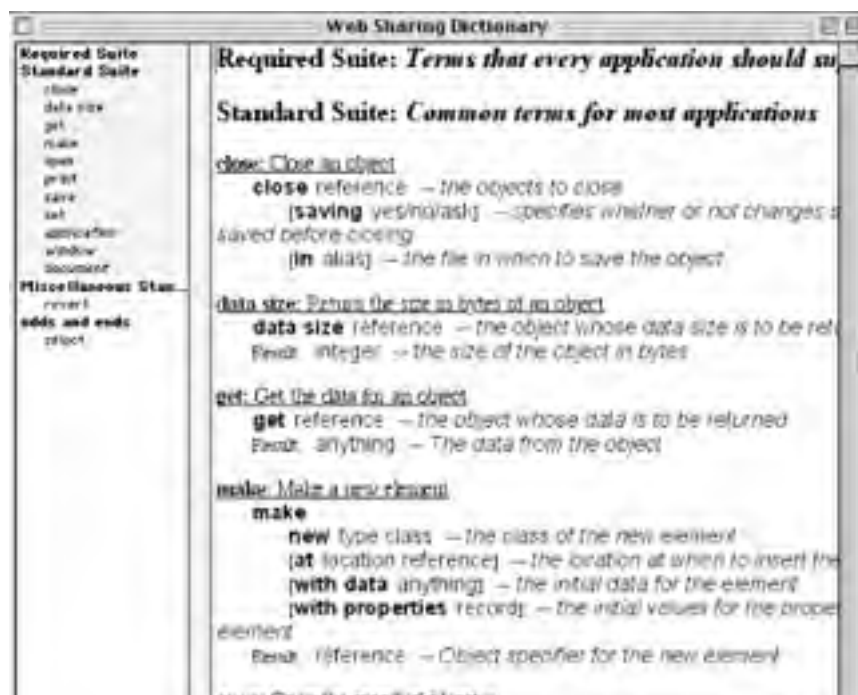 Web Sharing Dictionary
Required Suite
Standard Suite
close
data size
get
make
open
print
save
set
application
window
document
Miscellaneous Stan...
revert
odds and ends
select
Required Suite: Terms that every application should su
Standard Suite: Common terms for most applications
close: Close an object
close reference – the objects to close
[saving yes/no/ask] – specifies whether or not changes s
saved before closing
[in alias] – the file in which to save the object
data size: Return the size in bytes of an object
data size reference – the object whose data size is to be retu
Result: integer – the size of the object in bytes
get: Get the data for an object
get reference – the object whose data is to be returned
Result: anything – The data from the object
make: Make a new element
make
new type class – the class of the new element
[at location reference] – the location at when to insert the
[with data anything] – the initial data for the element
[with properties record] – the initial values for the prope
element
Result: reference – Object specifier for the new element